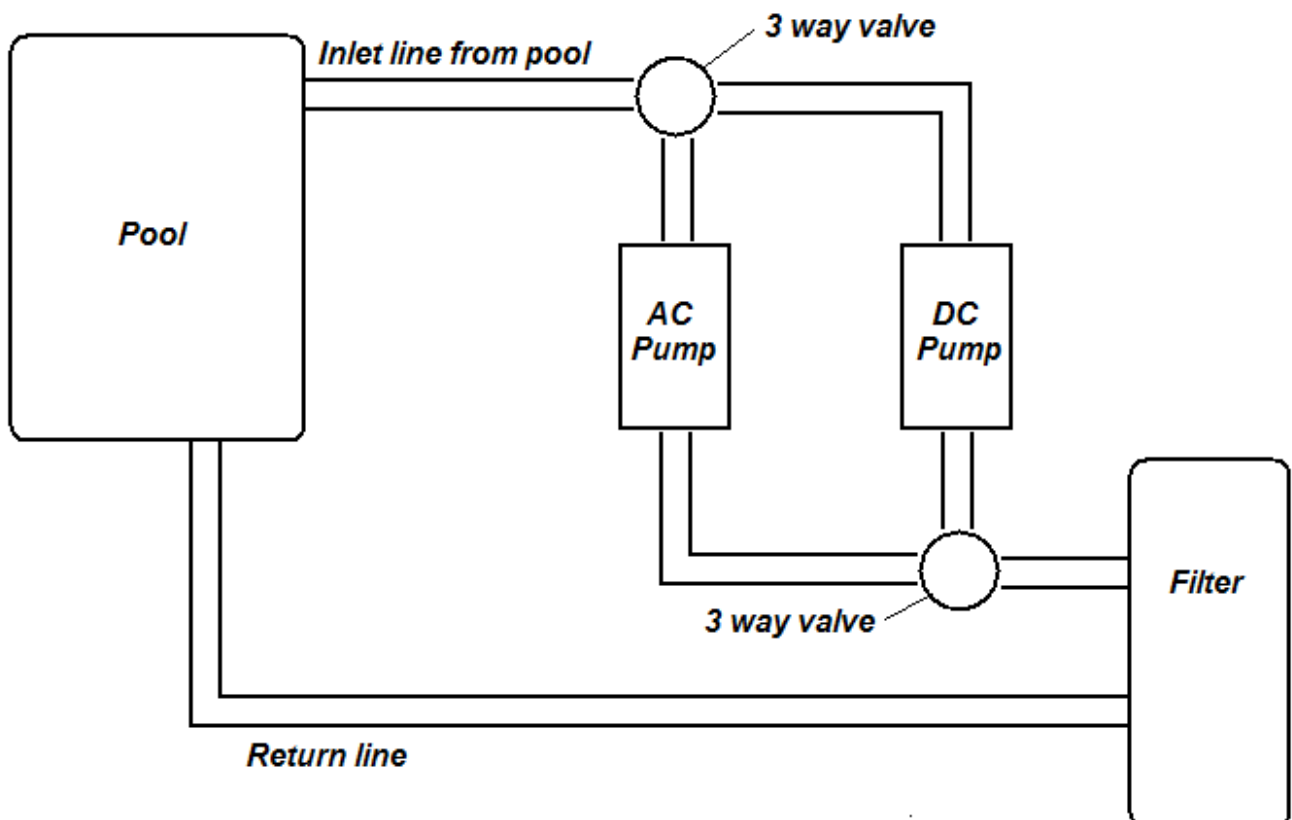 3 way valve
Inlet line from pool
Pool
AC
Pump
DC
Pump
Filter
3 way valve
Return line